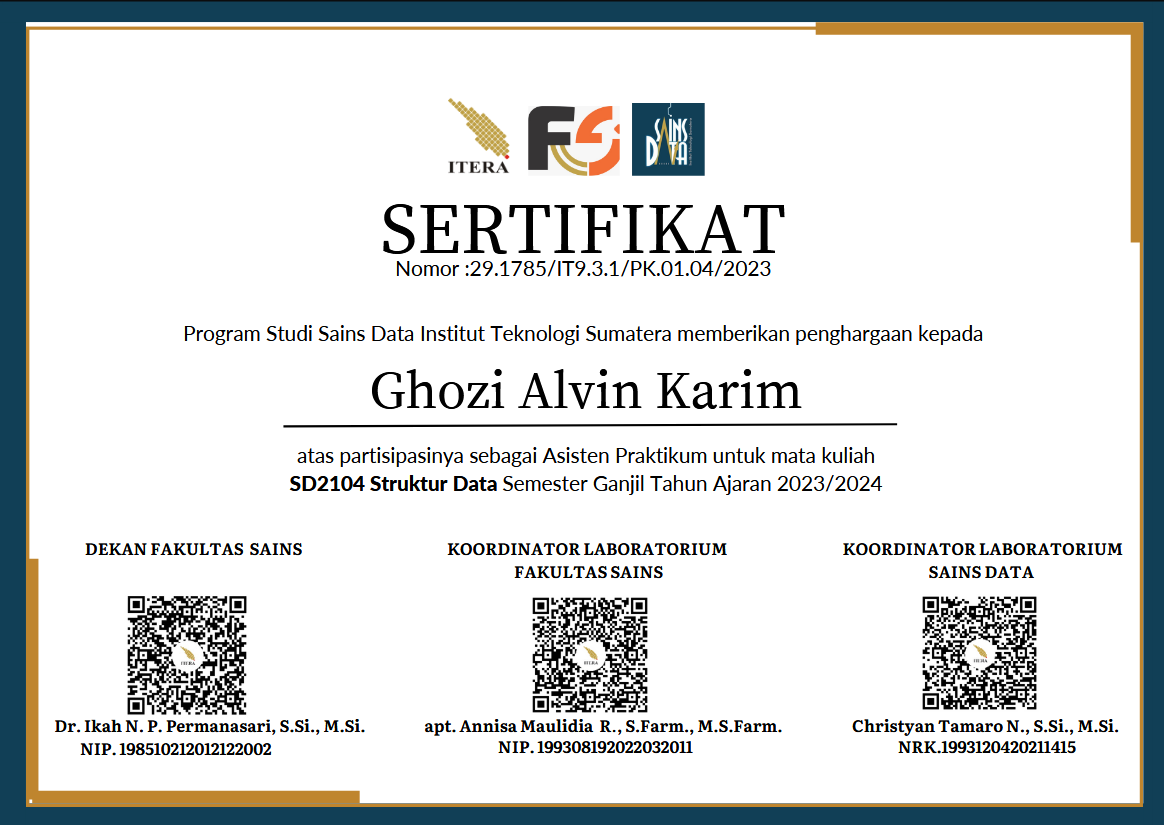 ITERA
FS
SAINS
DATA
SERTIFIKAT
Nomor :29.1785/IT9.3.1/PK.01.04/2023
Program Studi Sains Data Institut Teknologi Sumatera memberikan penghargaan kepada
Ghozi Alvin Karim
atas partisipasinya sebagai Asisten Praktikum untuk mata kuliah
SD2104 Struktur Data Semester Ganjil Tahun Ajaran 2023/2024
DEKAN FAKULTAS SAINS
KOORDINATOR LABORATORIUM
FAKULTAS SAINS
KOORDINATOR LABORATORIUM
SAINS DATA
ITERA
ITERA
ITERA
Dr. Ikah N. P. Permanasari, S.Si., M.Si.
NIP. 198510212012122002
apt. Annisa Maulidia R., S.Farm., M.S.Farm.
NIP. 199308192022032011
Christyan Tamaro N., S.Si., M.Si.
NRK.1993120420211415